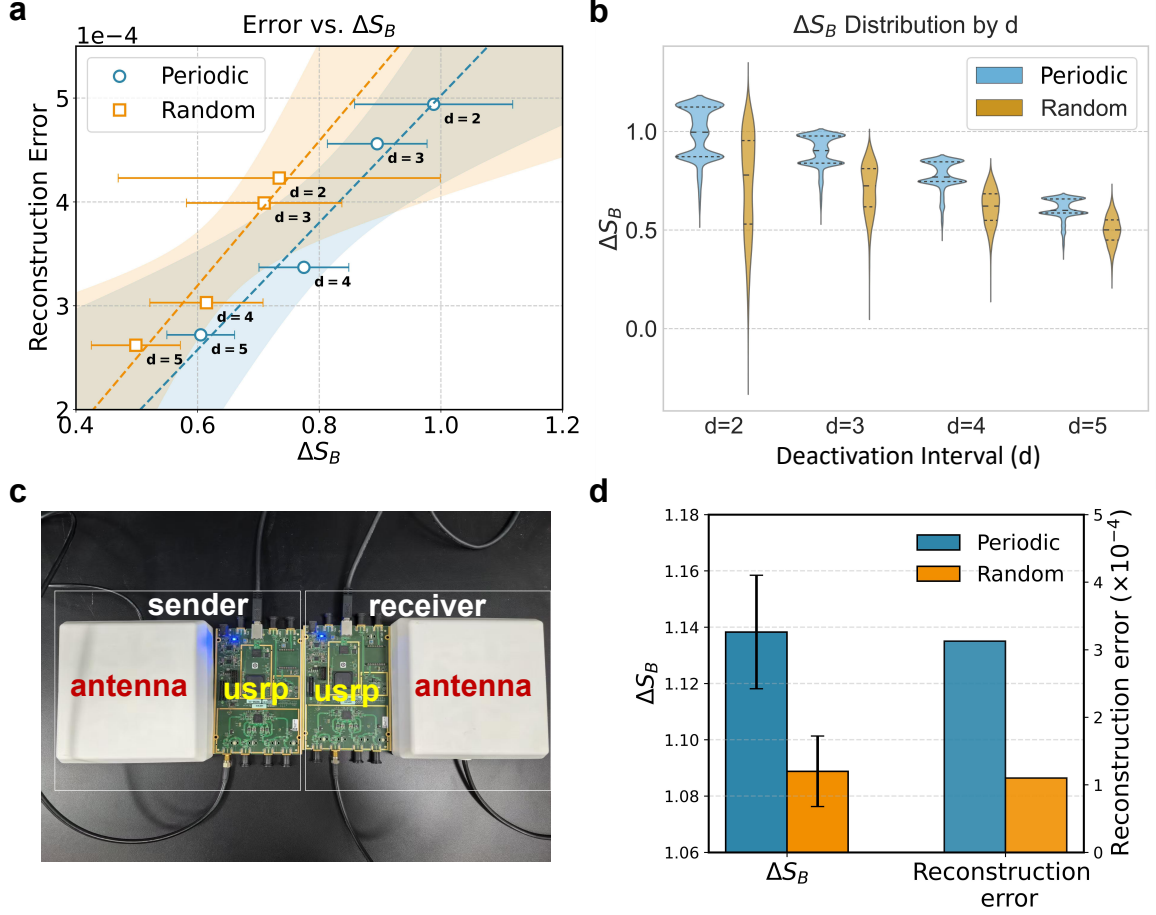 a
Error vs. ΔS_B
1e−4
Reconstruction Error
5
4
3
2
Periodic
Random
d = 2
d = 3
d = 2
d = 3
d = 4
d = 4
d = 5
d = 5
0.4 0.6 0.8 1.0 1.2
ΔS_B
b
ΔS_B Distribution by d
ΔS_B
1.0
0.5
0.0
Periodic
Random
d=2 d=3 d=4 d=5
Deactivation Interval (d)
c
sender receiver
antenna usrp usrp antenna
d
ΔS_B
1.18
1.16
1.14
1.12
1.10
1.08
1.06
Periodic
Random
5
4
3
2
1
0
Reconstruction error (×10⁻⁴)
ΔS_B
Reconstruction
error